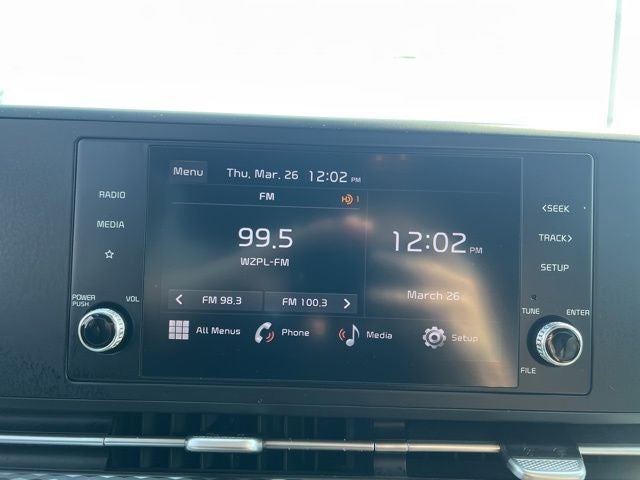 Menu Thu, Mar. 26 12:02 PM
FM HD 1
99.5
WZPL-FM
< FM 98.3 FM 100.3 >
12:02 PM
March 26
All Menus Phone Media Setup
RADIO
MEDIA
POWER PUSH VOL
<SEEK
TRACK>
SETUP
TUNE ENTER
FILE